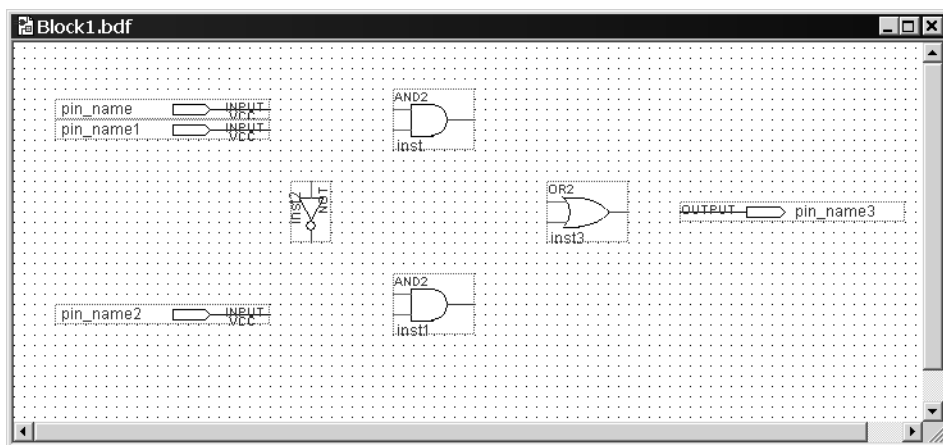 Block1.bdf
AND2
pin_name INPUT
VCC
pin_name1 INPUT
VCC
inst
inst2 NOT
OR2
OUTPUT pin_name3
inst3
AND2
pin_name2 INPUT
VCC
inst1